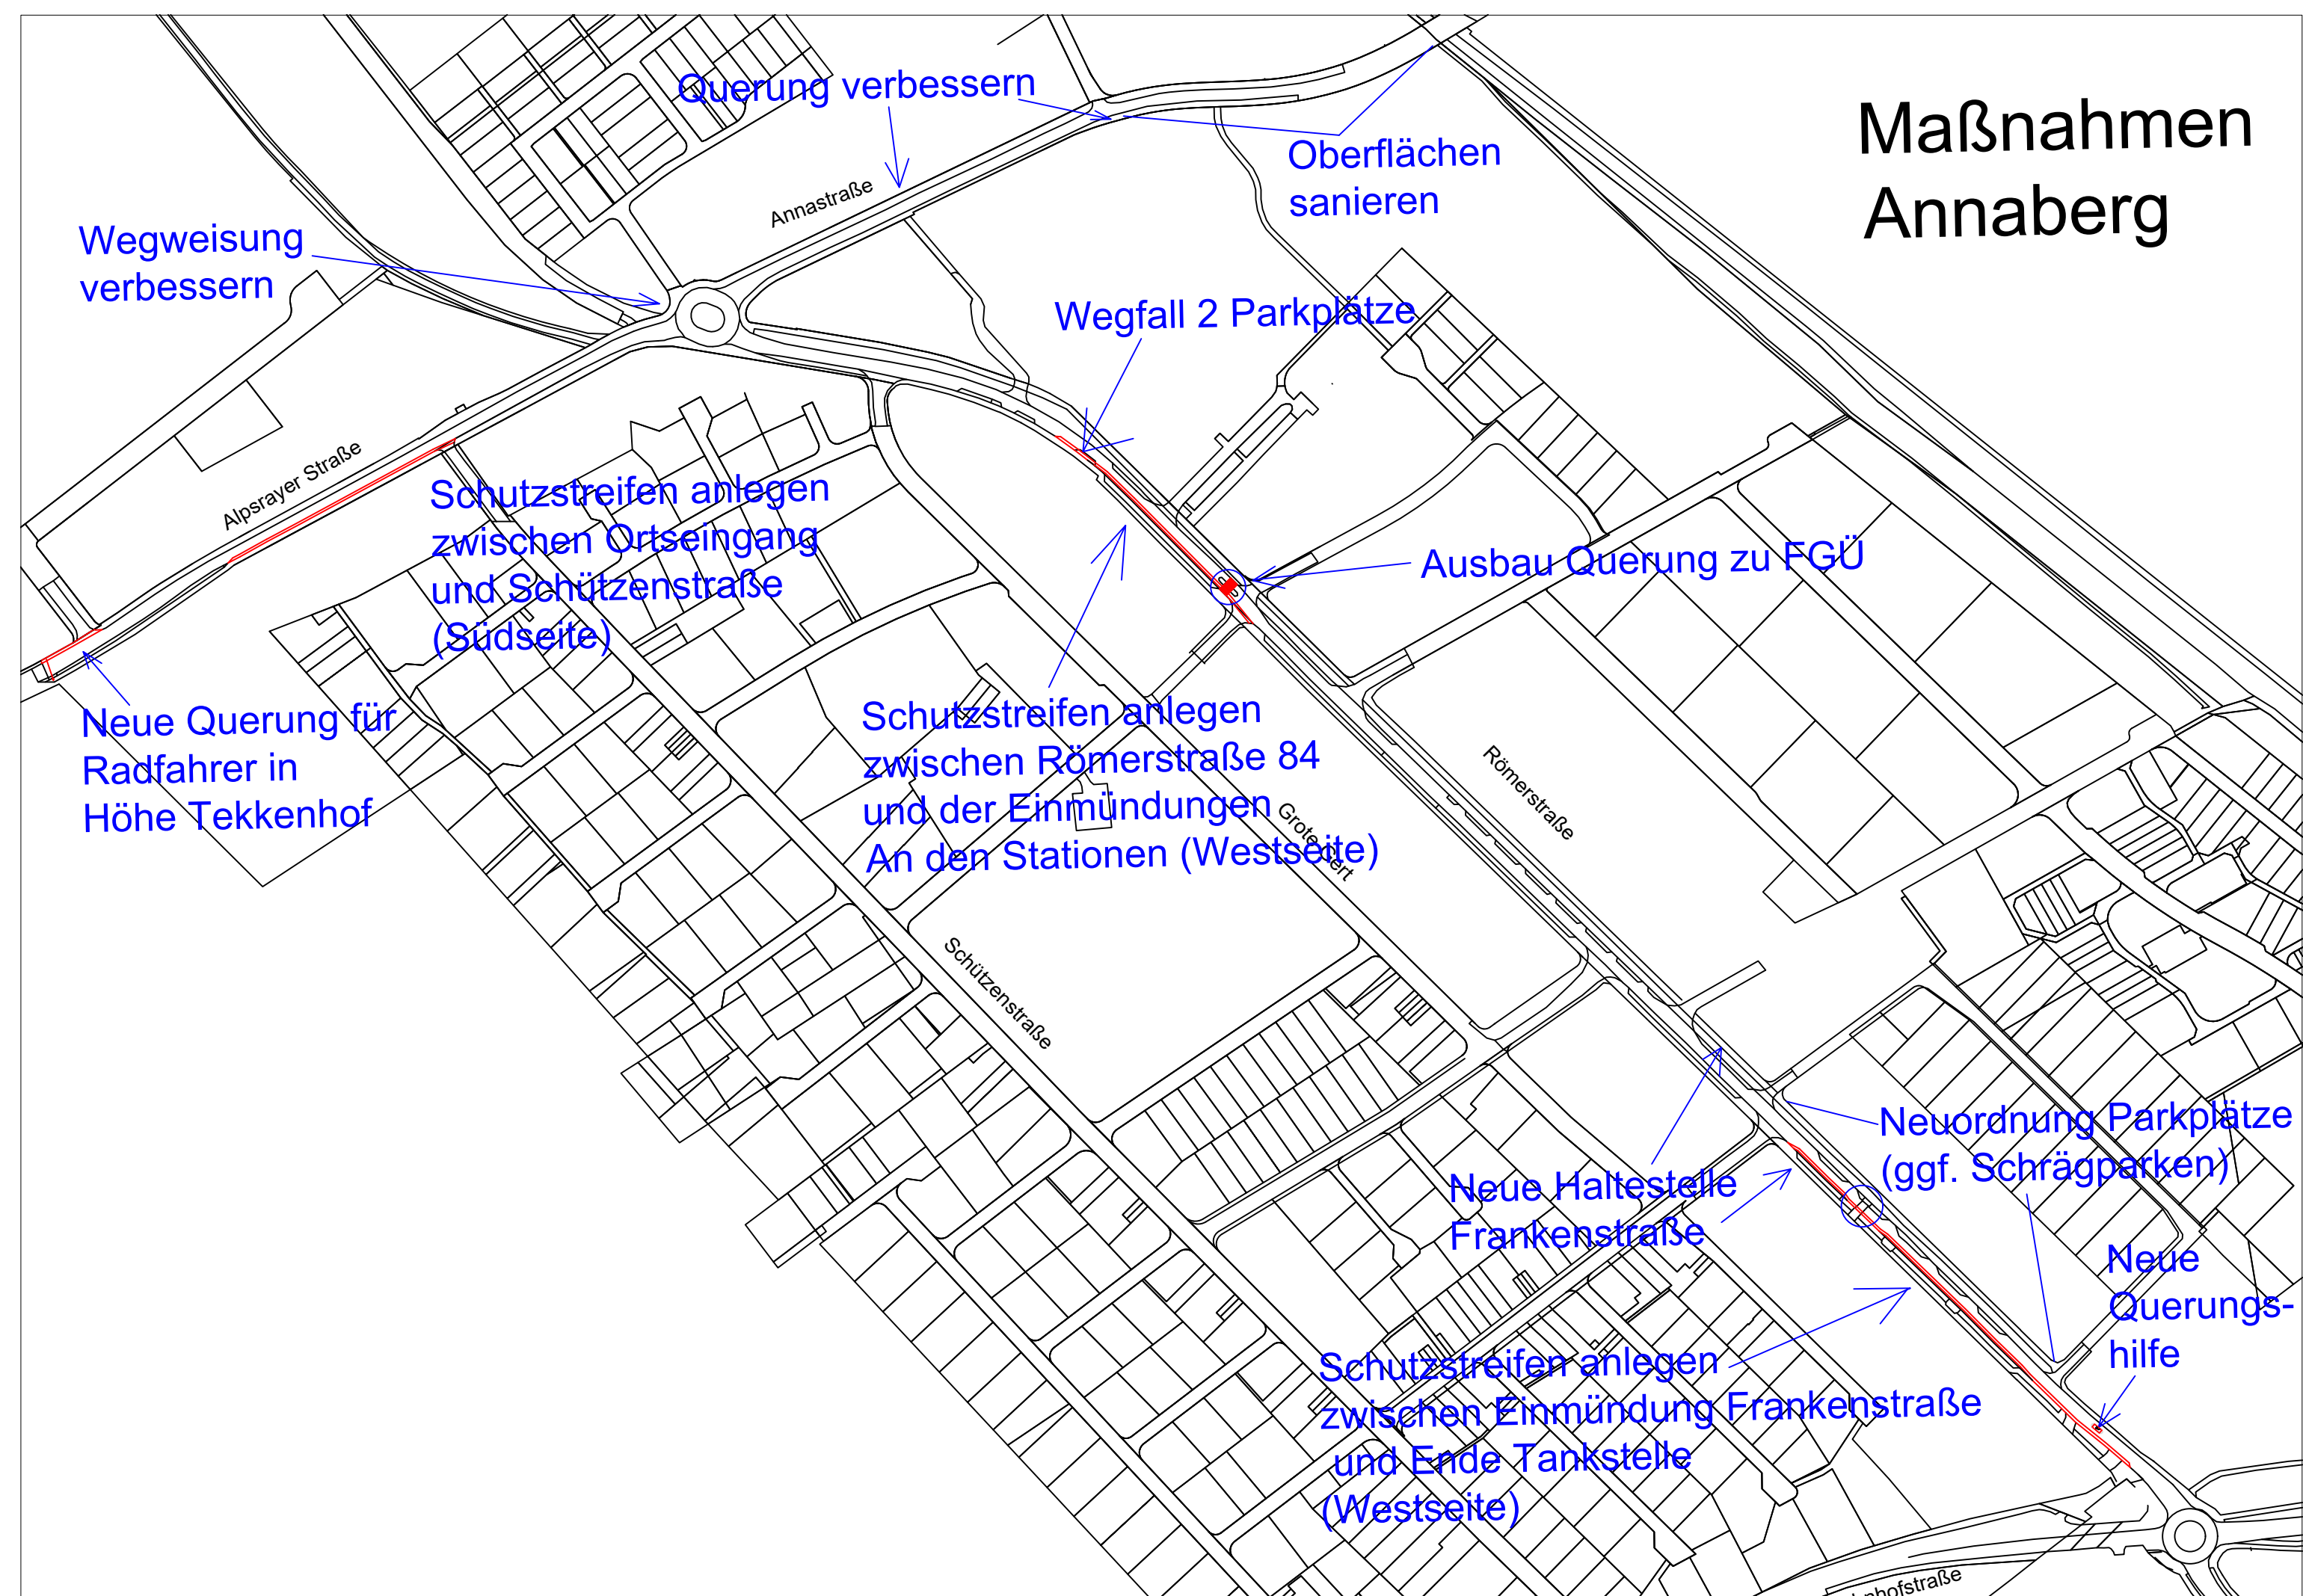 Maßnahmen
Annaberg
Querung verbessern
Oberflächen
sanieren
Annastraße
Wegweisung
verbessern
Wegfall 2 Parkplätze
Alpsrayer Straße
Schutzstreifen anlegen
zwischen Ortseingang
und Schützenstraße
(Südseite)
Ausbau Querung zu FGÜ
Neue Querung für
Radfahrer in
Höhe Tekkenhof
Schutzstreifen anlegen
zwischen Römerstraße 84
und der Einmündungen
An den Stationen (Westseite)
Römerstraße
Grote Gert
Schützenstraße
Neuordnung Parkplätze
(ggf. Schrägparken)
Neue Haltestelle
Frankenstraße
Neue
Querungs-
hilfe
Schutzstreifen anlegen
zwischen Einmündung Frankenstraße
und Ende Tankstelle
(Westseite)